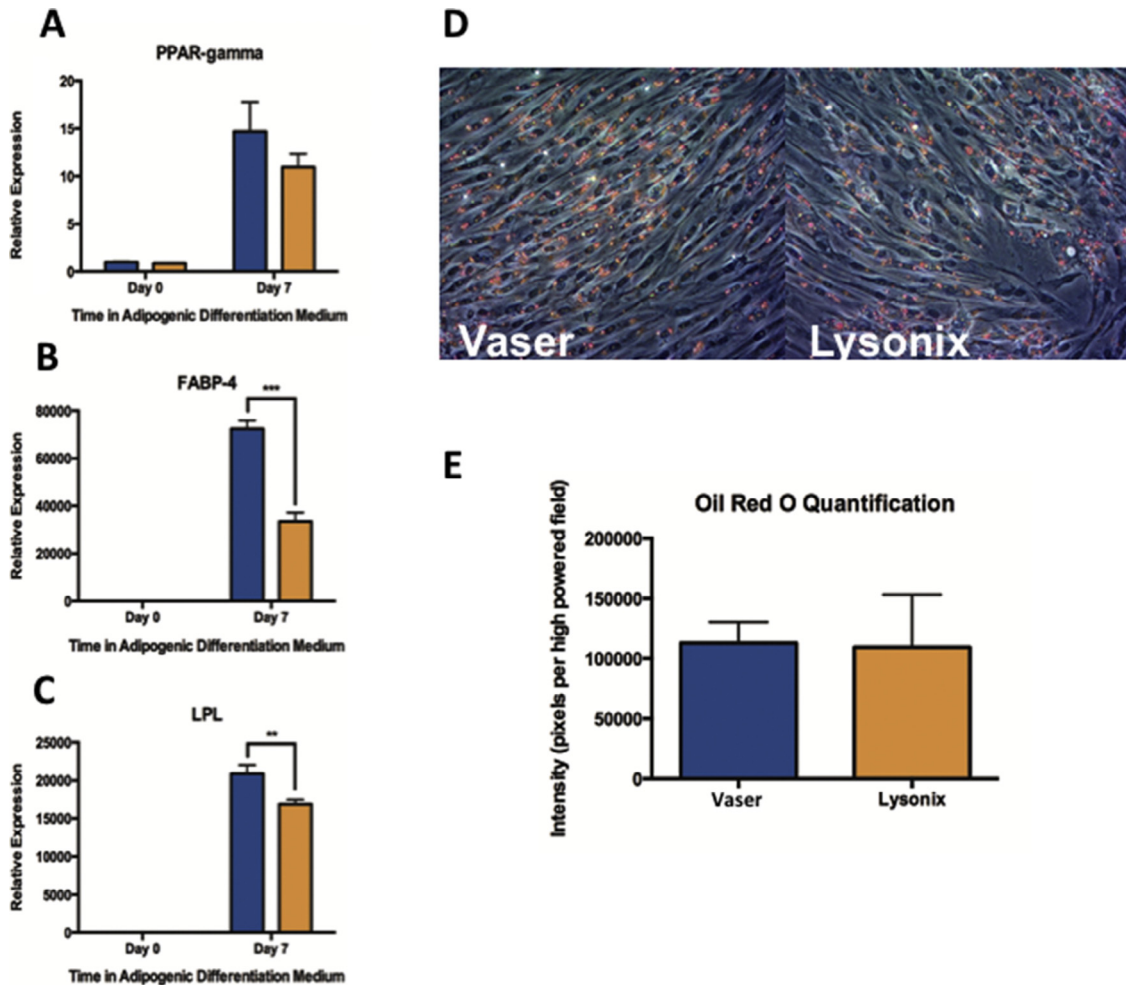 A
PPAR-gamma
20
15
10
5
0
Relative Expression
Day 0
Day 7
Time in Adipogenic Differentiation Medium
B
FABP-4
***
80000
60000
40000
20000
0
Relative Expression
Day 0
Day 7
Time in Adipogenic Differentiation Medium
C
LPL
**
25000
20000
15000
10000
5000
0
Relative Expression
Day 0
Day 7
Time in Adipogenic Differentiation Medium
D
Vaser
Lysonix
E
Oil Red O Quantification
200000
150000
100000
50000
0
Intensity (pixels per high powered field)
Vaser
Lysonix